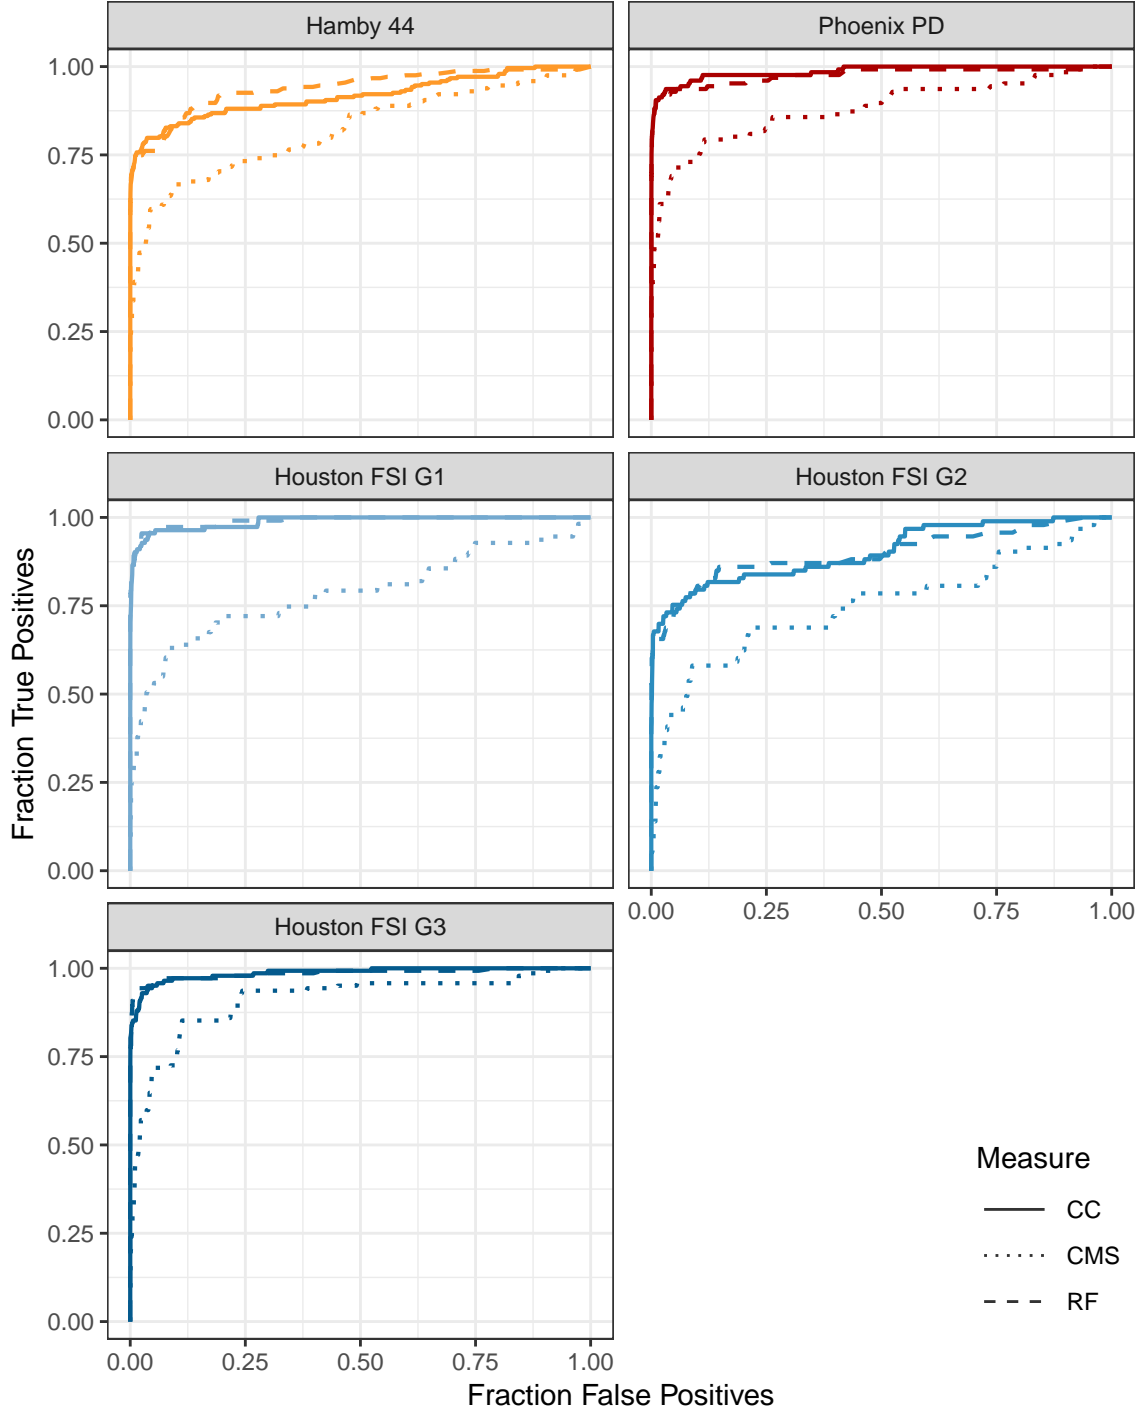 Hamby 44
Phoenix PD
1.00
0.75
0.50
0.25
0.00
Houston FSI G1
Houston FSI G2
1.00
0.75
0.50
0.25
0.00
0.00 0.25 0.50 0.75 1.00
Houston FSI G3
1.00
0.75
0.50
0.25
0.00
0.00 0.25 0.50 0.75 1.00
Fraction False Positives
Fraction True Positives
Measure
CC
CMS
RF